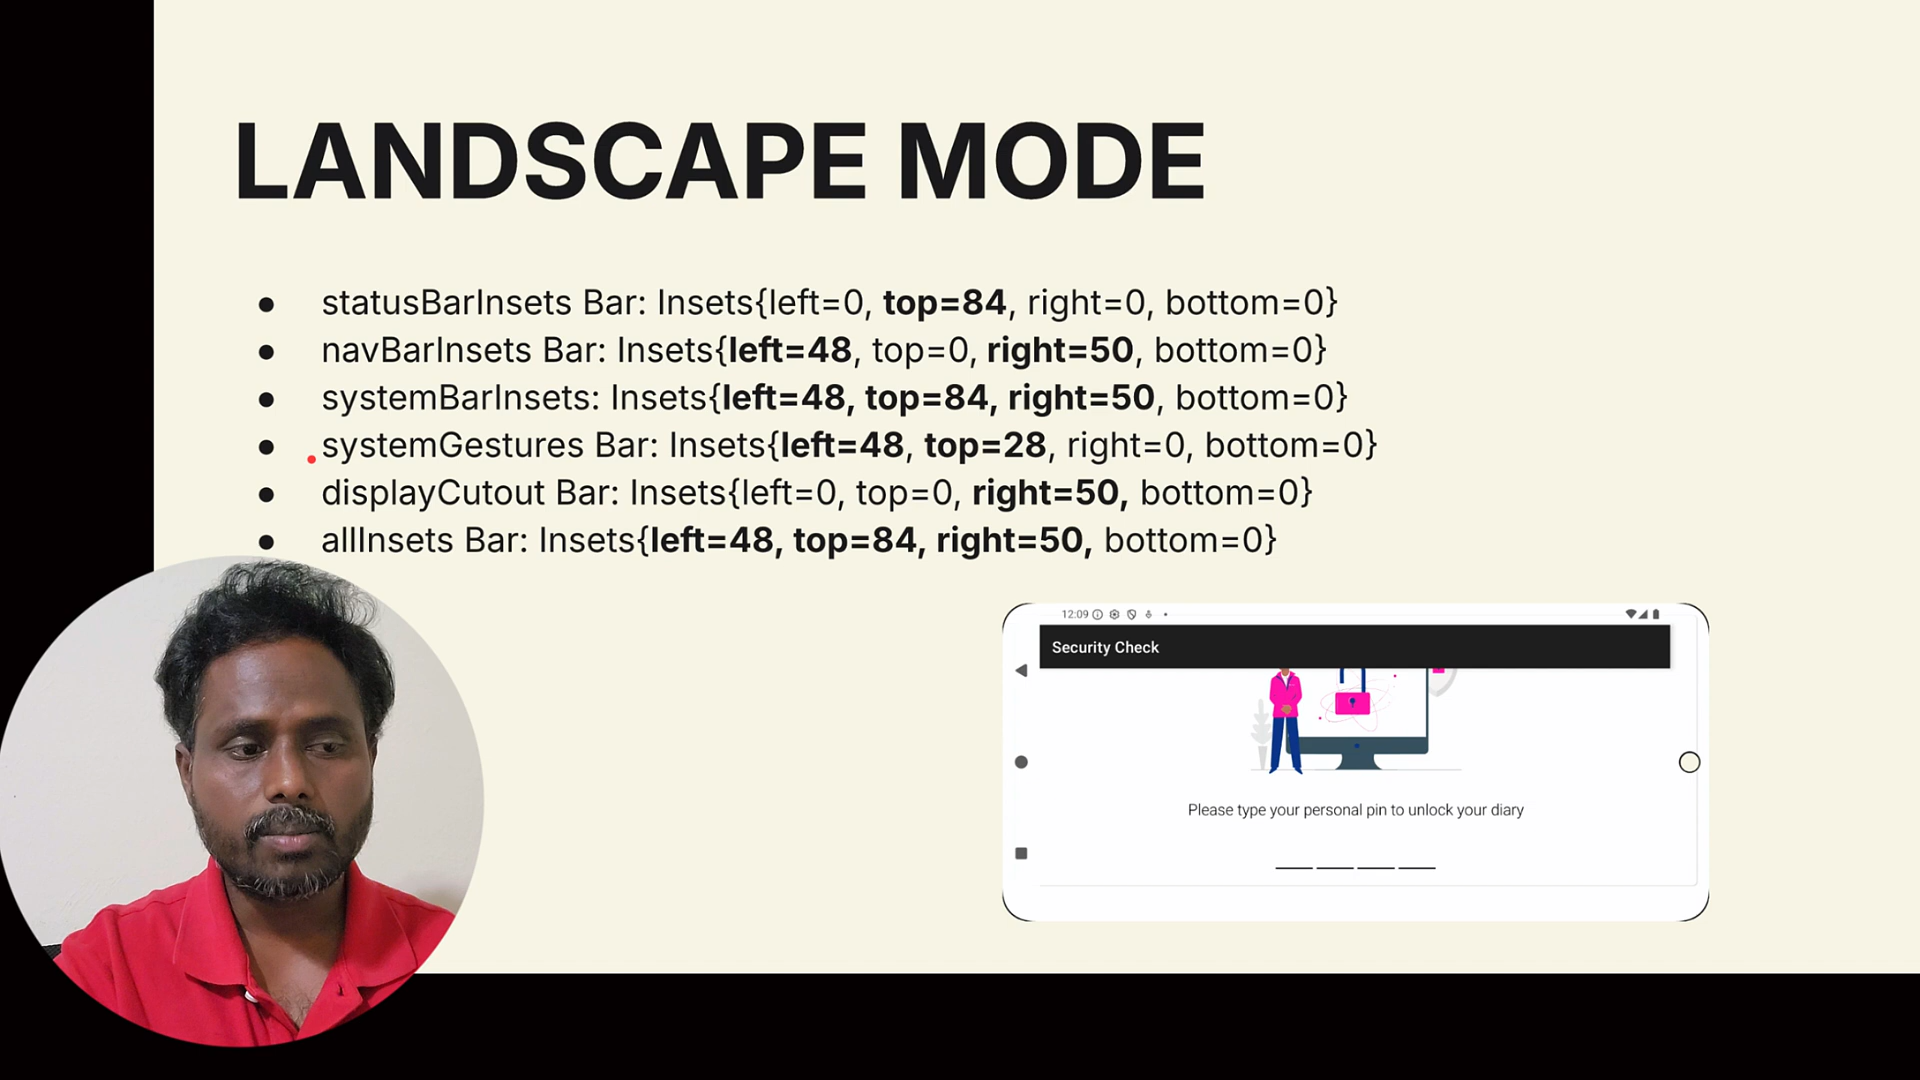 LANDSCAPE MODE
● statusBarInsets Bar: Insets{left=0, top=84, right=0, bottom=0}
● navBarInsets Bar: Insets{left=48, top=0, right=50, bottom=0}
● systemBarInsets: Insets{left=48, top=84, right=50, bottom=0}
● systemGestures Bar: Insets{left=48, top=28, right=0, bottom=0}
● displayCutout Bar: Insets{left=0, top=0, right=50, bottom=0}
● allInsets Bar: Insets{left=48, top=84, right=50, bottom=0}
12:09
Security Check
Please type your personal pin to unlock your diary